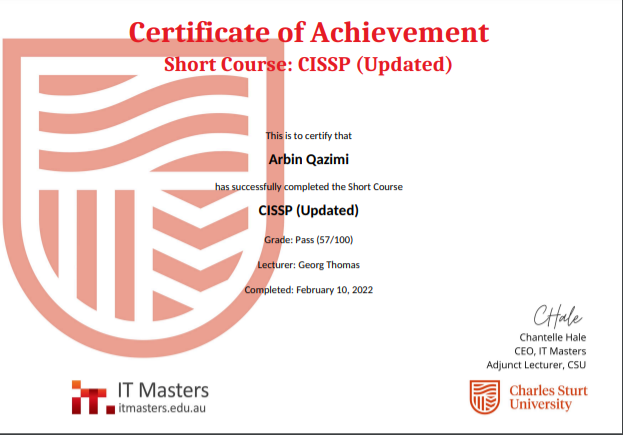 Certificate of Achievement
Short Course: CISSP (Updated)
This is to certify that
Arbin Qazimi
has successfully completed the Short Course
CISSP (Updated)
Grade: Pass (57/100)
Lecturer: Georg Thomas
Completed: February 10, 2022
CHale
Chantelle Hale
CEO, IT Masters
Adjunct Lecturer, CSU
IT Masters
itmasters.edu.au
Charles Sturt
University